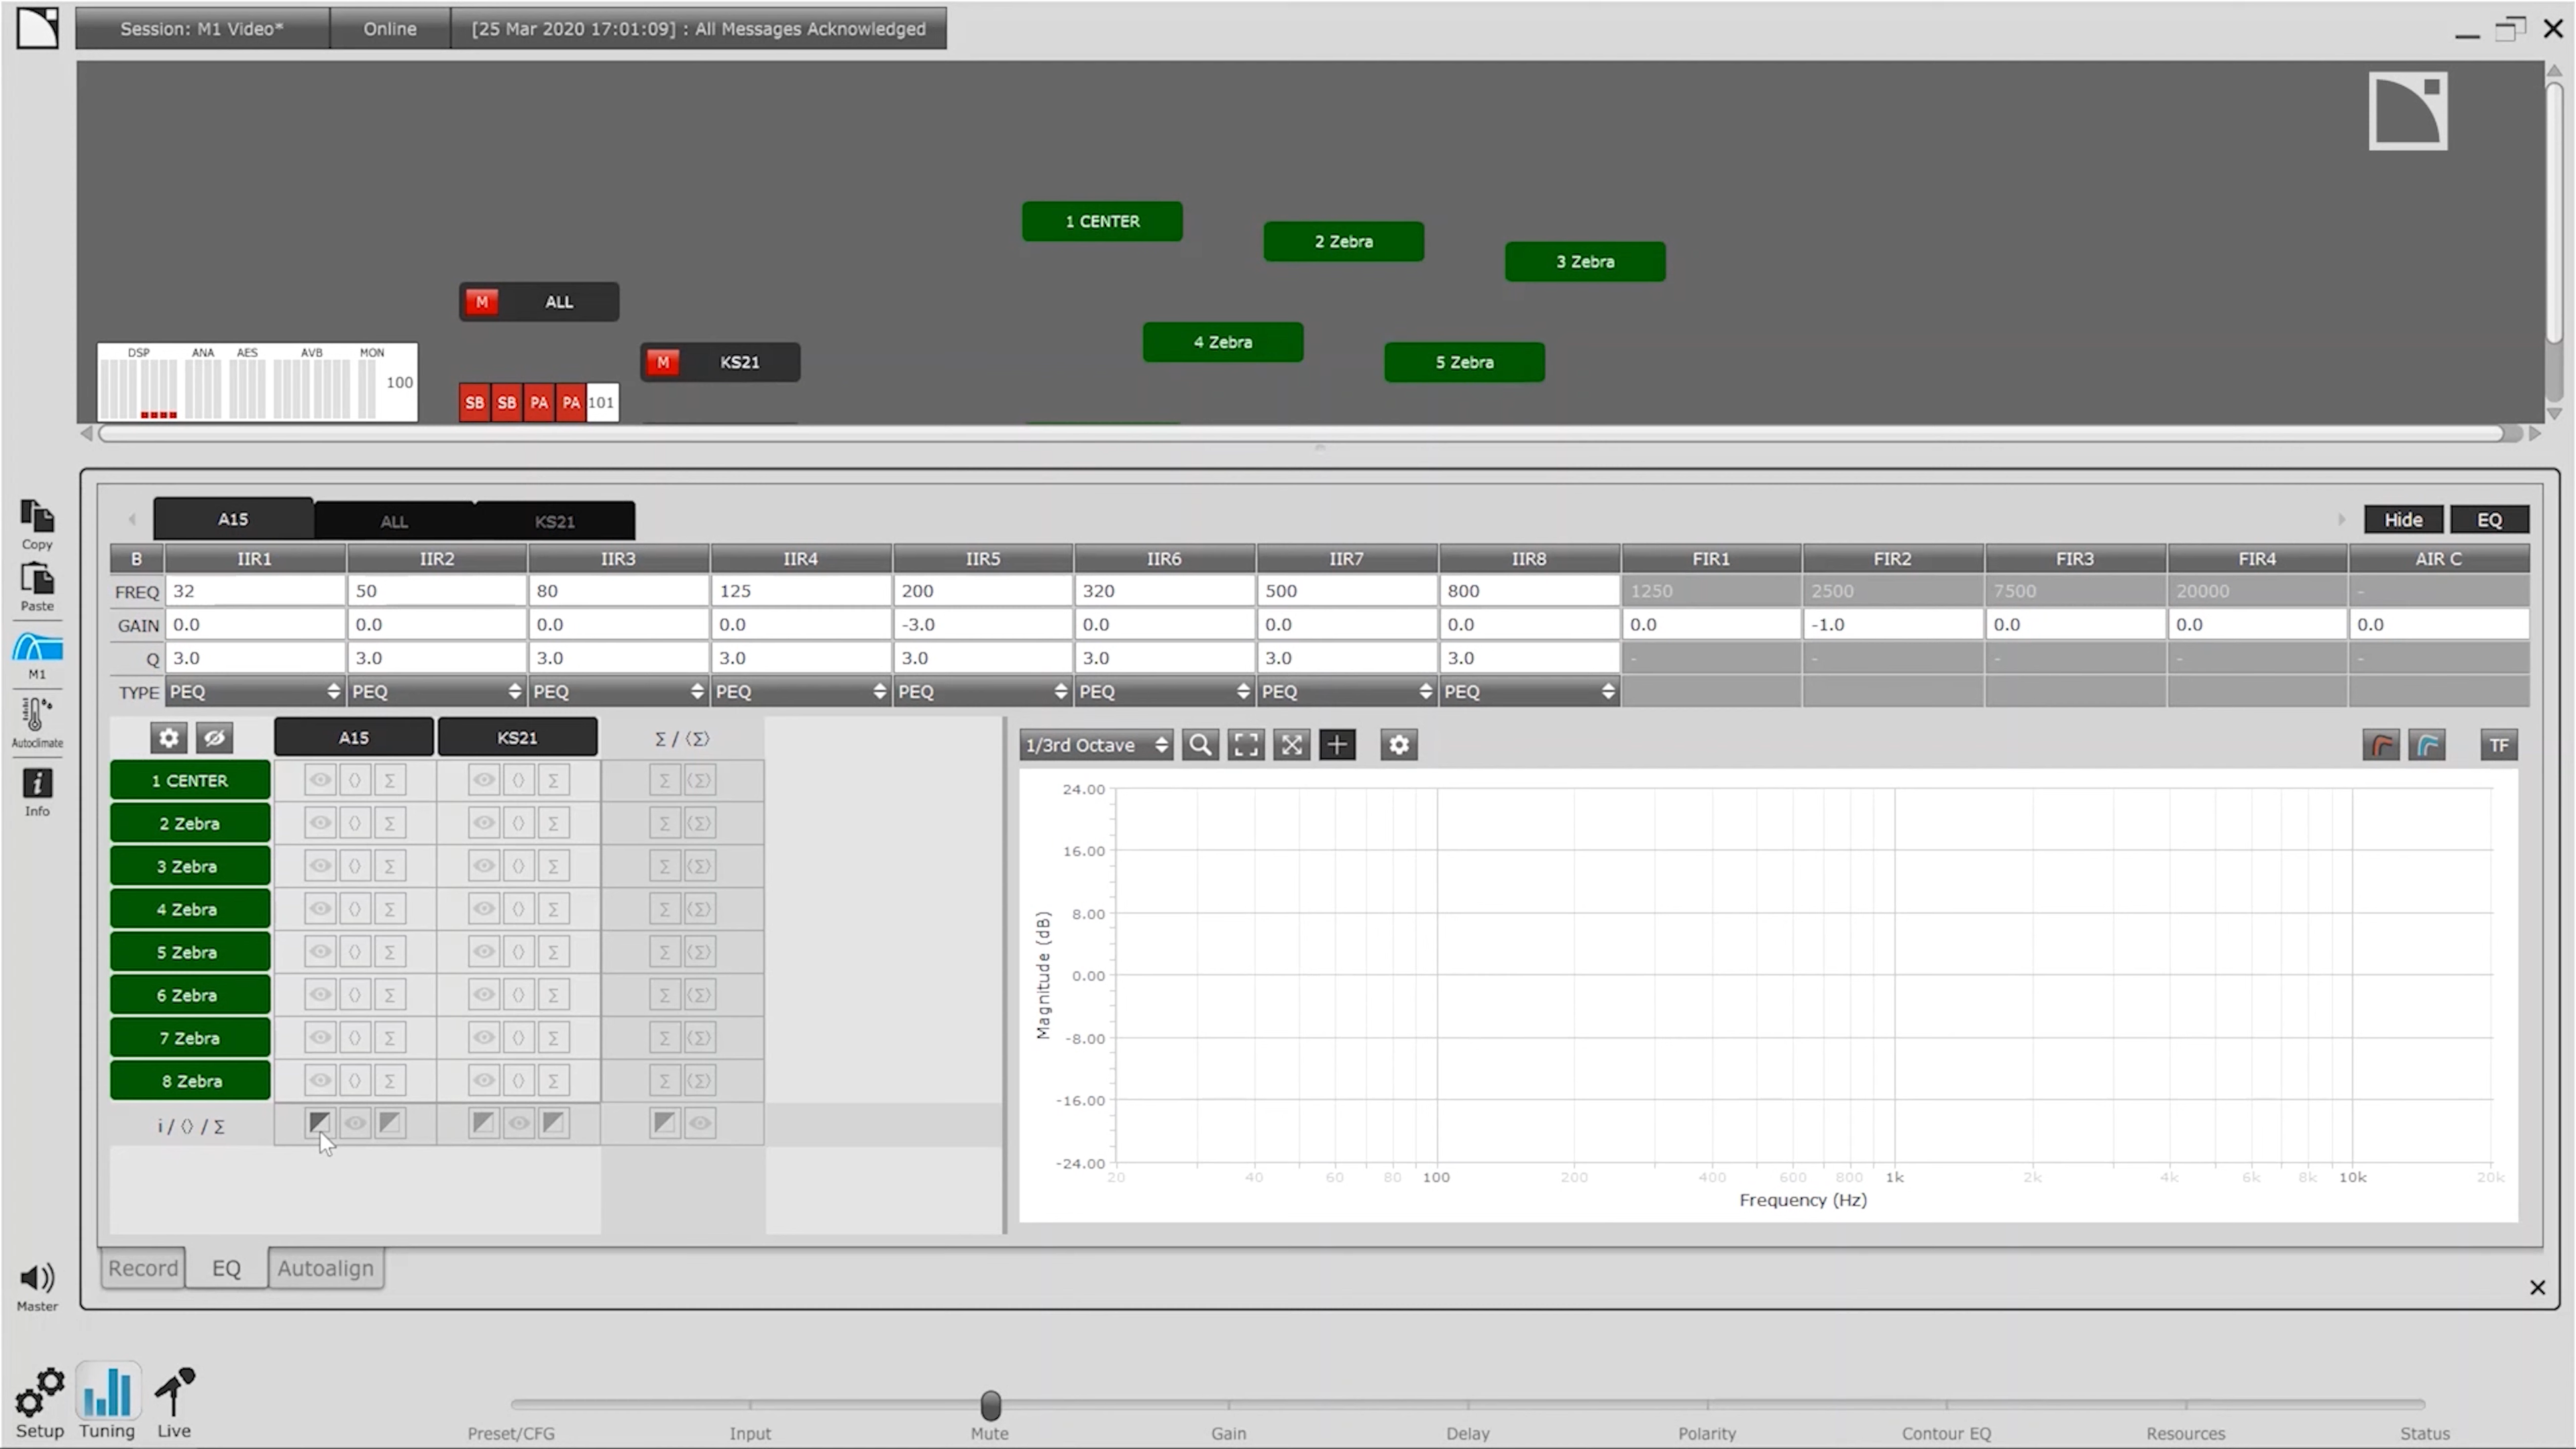 Session: M1 Video* Online [25 Mar 2020 17:01:09] : All Messages Acknowledged
1 CENTER
2 Zebra
3 Zebra
M ALL
4 Zebra
DSP ANA AES AVB MON
M KS21
5 Zebra
100
SB SB PA PA 101
Copy
Paste
M1
Autoclimate
i
Info
A15 ALL KS21 Hide EQ
B IIR1 IIR2 IIR3 IIR4 IIR5 IIR6 IIR7 IIR8 FIR1 FIR2 FIR3 FIR4 AIR C
FREQ 32 50 80 125 200 320 500 800 1250 2500 7500 20000 -
GAIN 0.0 0.0 0.0 0.0 -3.0 0.0 0.0 0.0 0.0 -1.0 0.0 0.0 0.0
Q 3.0 3.0 3.0 3.0 3.0 3.0 3.0 3.0 - - - - -
TYPE PEQ PEQ PEQ PEQ PEQ PEQ PEQ PEQ
A15 KS21 Σ / ⟨Σ⟩
1 CENTER ⟨⟩ Σ ⟨⟩ Σ Σ ⟨Σ⟩
2 Zebra ⟨⟩ Σ ⟨⟩ Σ Σ ⟨Σ⟩
3 Zebra ⟨⟩ Σ ⟨⟩ Σ Σ ⟨Σ⟩
4 Zebra ⟨⟩ Σ ⟨⟩ Σ Σ ⟨Σ⟩
5 Zebra ⟨⟩ Σ ⟨⟩ Σ Σ ⟨Σ⟩
6 Zebra ⟨⟩ Σ ⟨⟩ Σ Σ ⟨Σ⟩
7 Zebra ⟨⟩ Σ ⟨⟩ Σ Σ ⟨Σ⟩
8 Zebra ⟨⟩ Σ ⟨⟩ Σ Σ ⟨Σ⟩
i / ⟨⟩ / Σ
1/3rd Octave TF
24.00
16.00
8.00
0.00
-8.00
-16.00
-24.00
Magnitude (dB)
20 40 60 80 100 200 400 600 800 1k 2k 4k 6k 8k 10k 20k
Frequency (Hz)
Record EQ Autoalign
Master
Setup Tuning Live
Preset/CFG Input Mute Gain Delay Polarity Contour EQ Resources Status